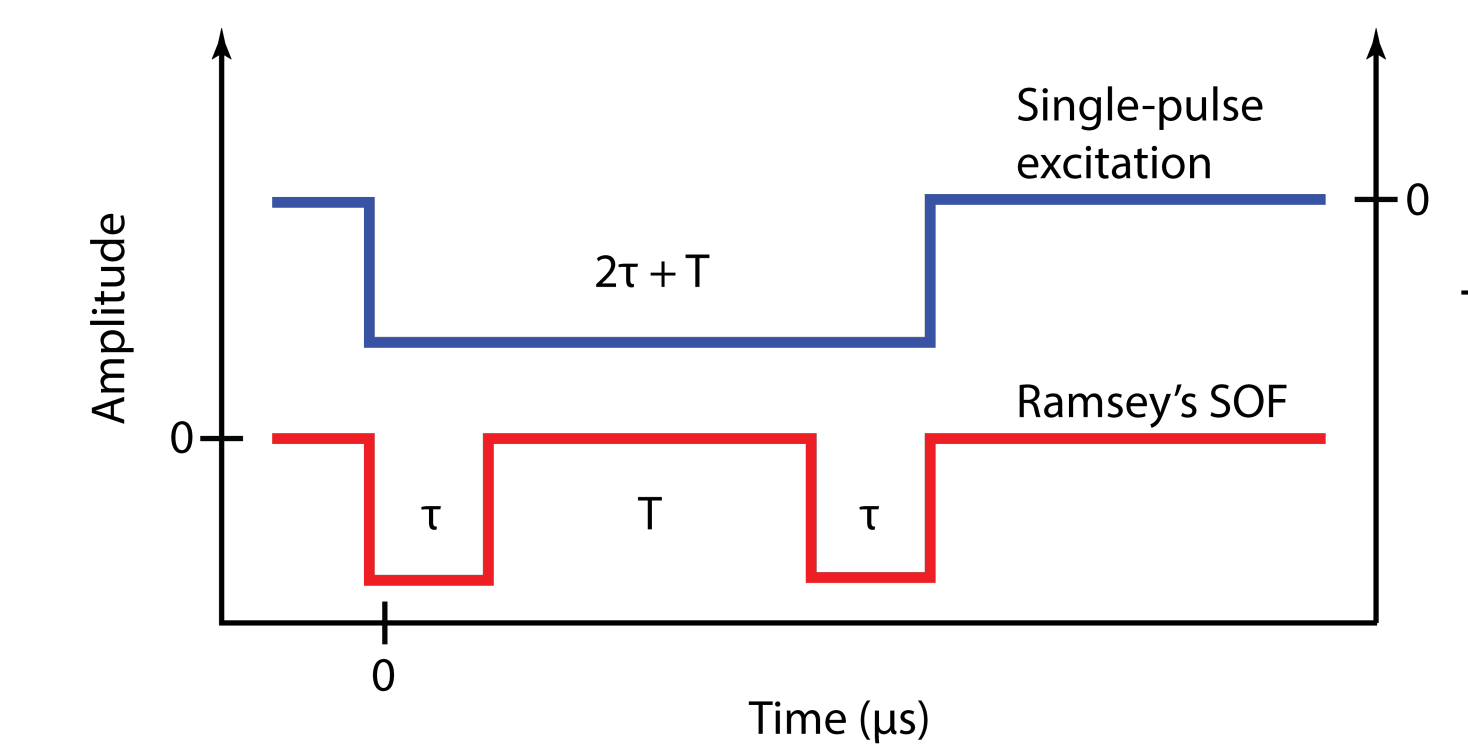 Single-pulse
excitation
0
2τ + T
Amplitude
Ramsey’s SOF
0
τ
T
τ
0
Time (μs)